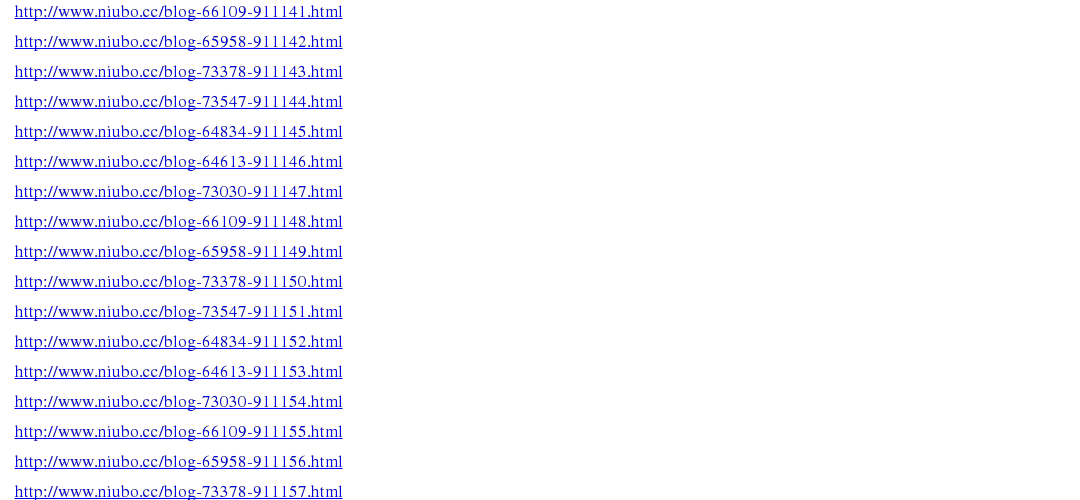 http://www.niubo.cc/blog-66109-911141.html
http://www.niubo.cc/blog-65958-911142.html
http://www.niubo.cc/blog-73378-911143.html
http://www.niubo.cc/blog-73547-911144.html
http://www.niubo.cc/blog-64834-911145.html
http://www.niubo.cc/blog-64613-911146.html
http://www.niubo.cc/blog-73030-911147.html
http://www.niubo.cc/blog-66109-911148.html
http://www.niubo.cc/blog-65958-911149.html
http://www.niubo.cc/blog-73378-911150.html
http://www.niubo.cc/blog-73547-911151.html
http://www.niubo.cc/blog-64834-911152.html
http://www.niubo.cc/blog-64613-911153.html
http://www.niubo.cc/blog-73030-911154.html
http://www.niubo.cc/blog-66109-911155.html
http://www.niubo.cc/blog-65958-911156.html
http://www.niubo.cc/blog-73378-911157.html